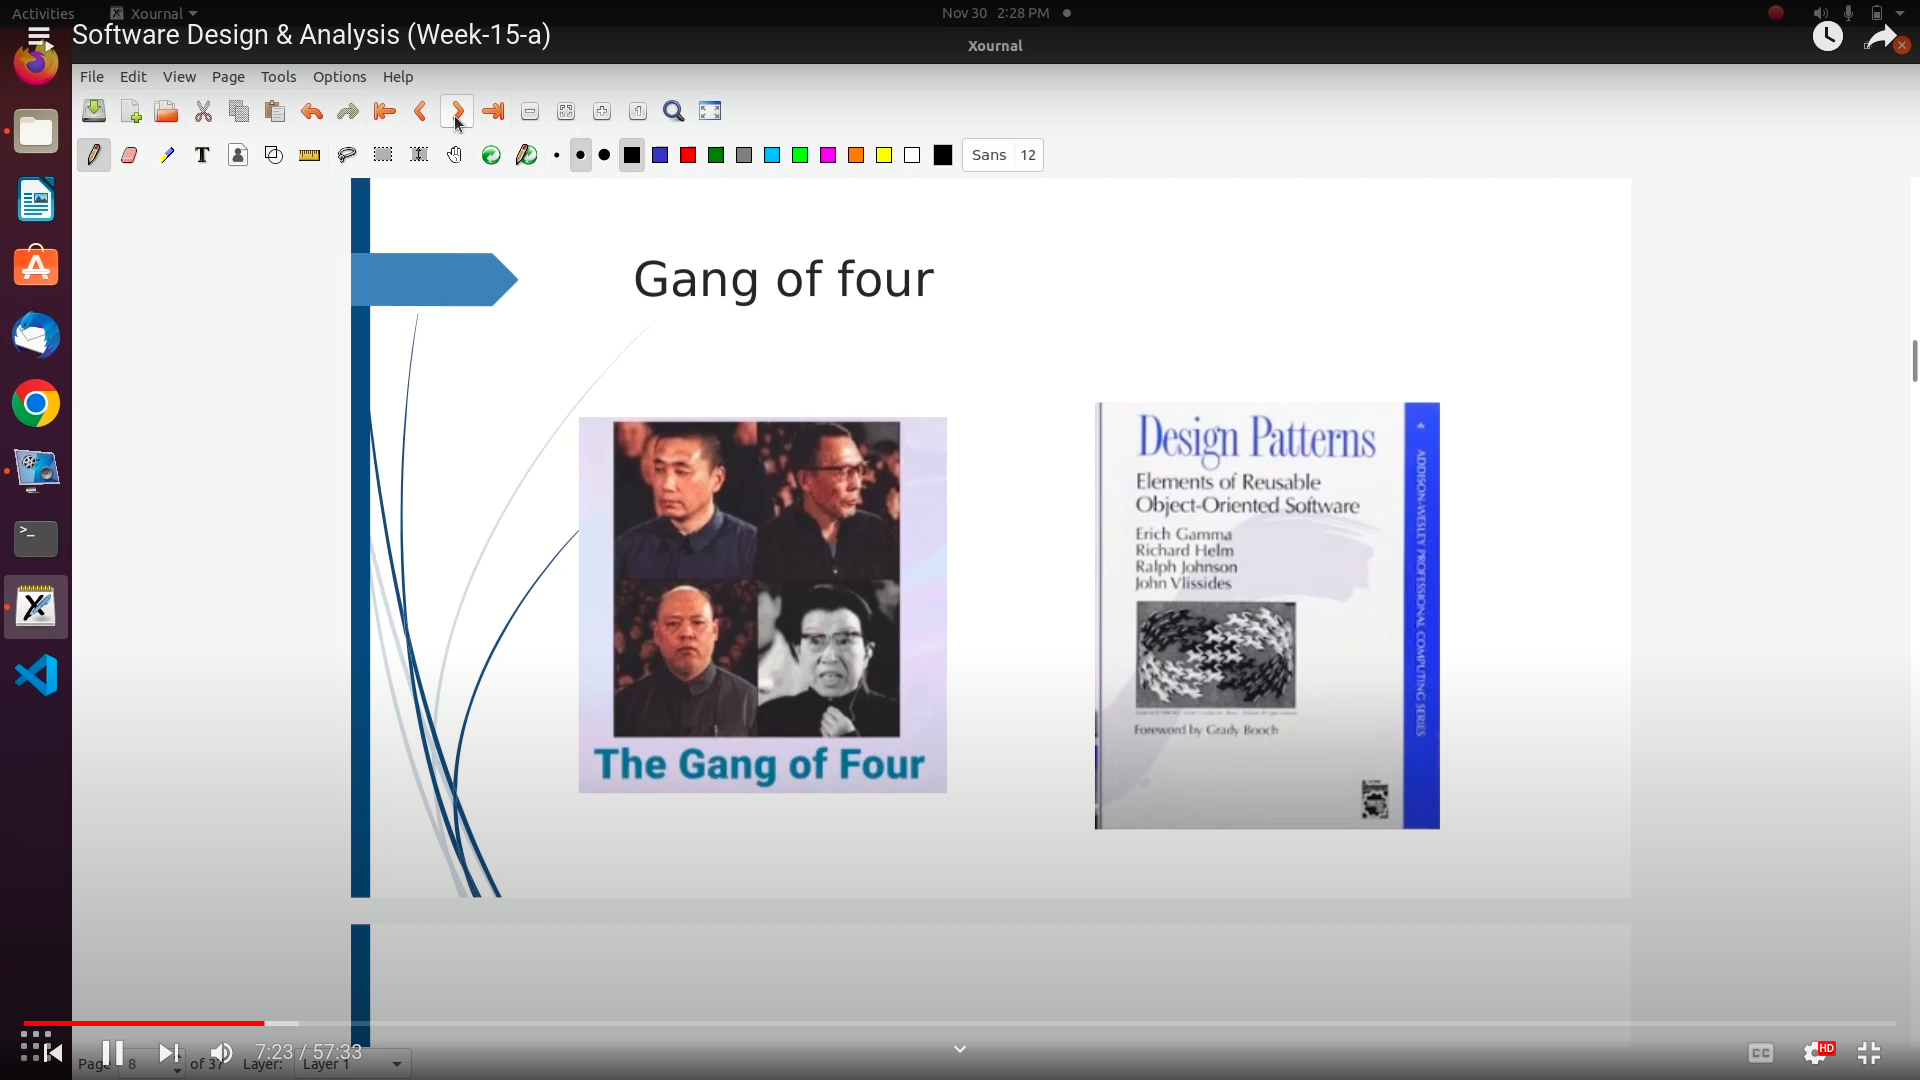 Activities
Xournal
Nov 30 2:28 PM
Software Design & Analysis (Week-15-a)
Xournal
File Edit View Page Tools Options Help
Sans 12
Gang of four
The Gang of Four
Design Patterns
Elements of Reusable
Object-Oriented Software
Erich Gamma
Richard Helm
Ralph Johnson
John Vlissides
Foreword by Grady Booch
ADDISON-WESLEY PROFESSIONAL COMPUTING SERIES
7:23 / 57:33
CC
HD
Page 8 of 37 Layer: Layer 1